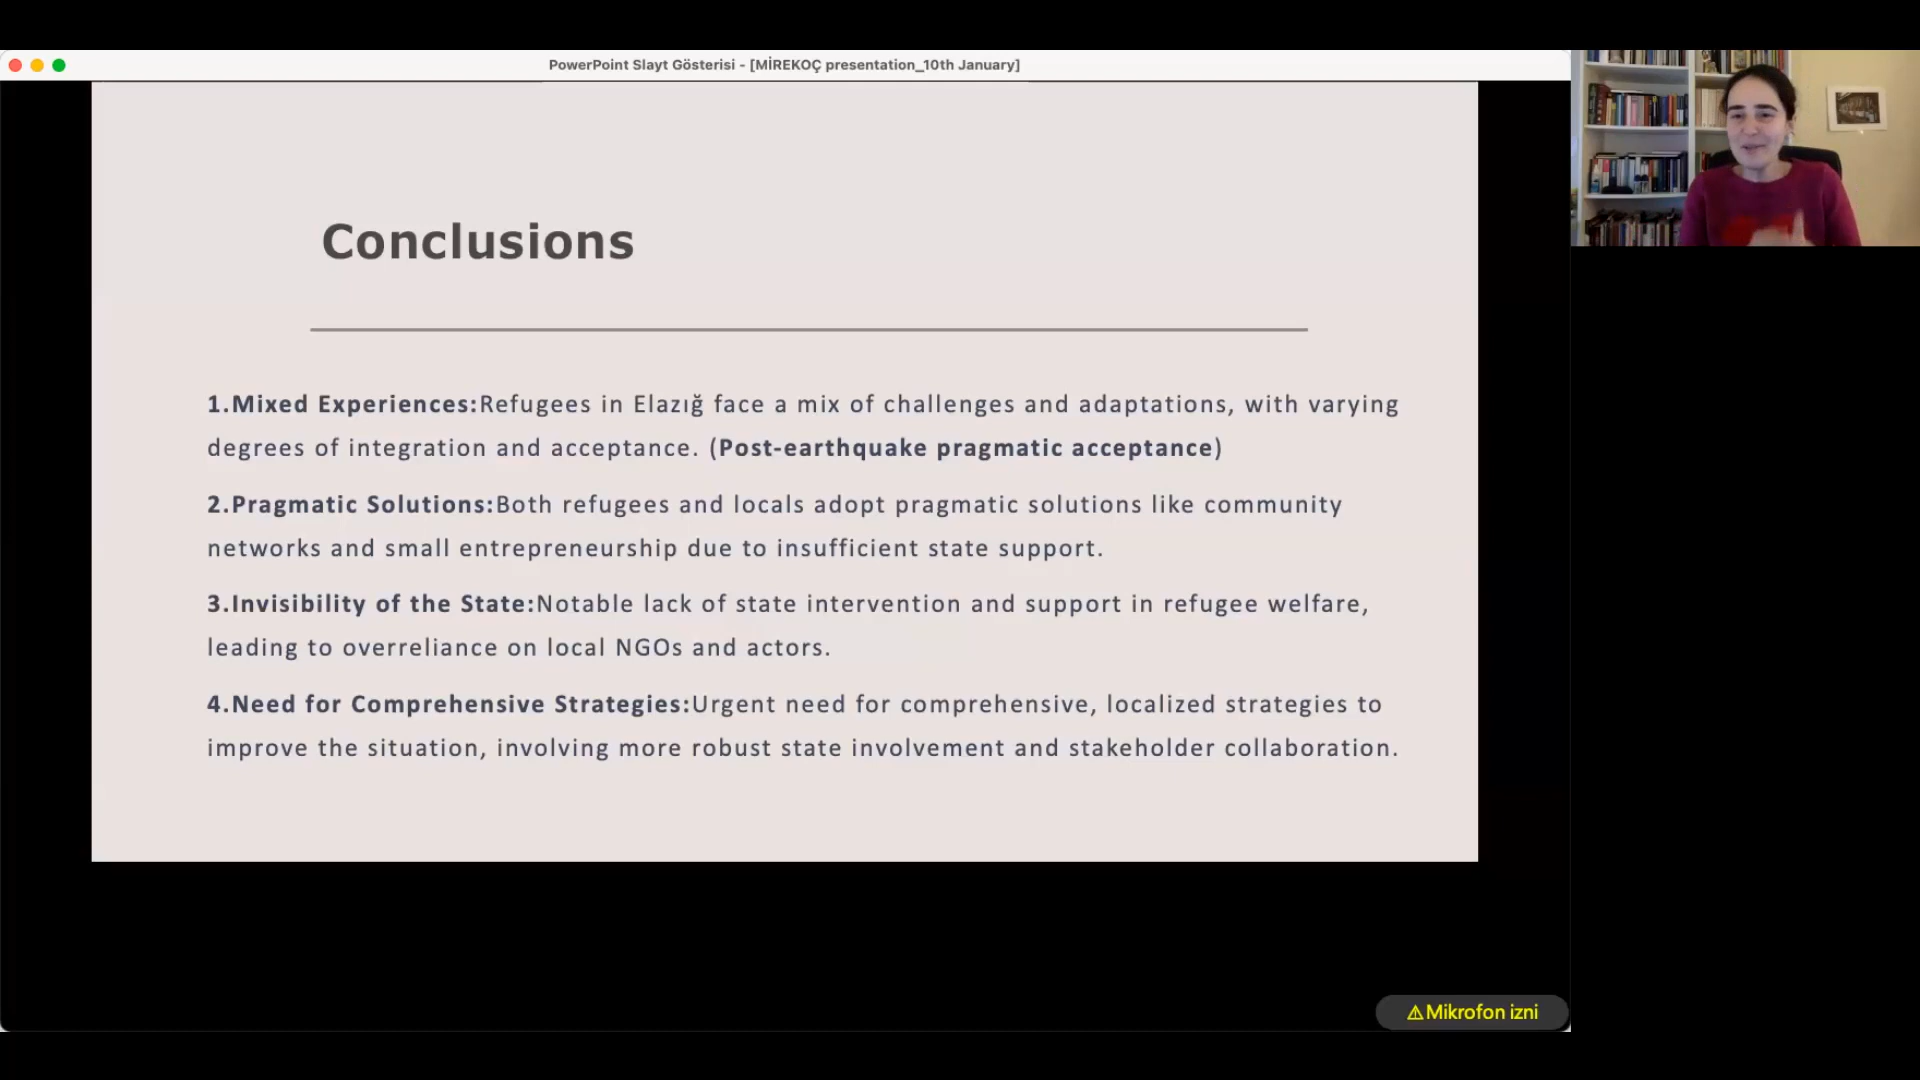 PowerPoint Slayt Gösterisi - [MİREKOÇ presentation_10th January]
Conclusions
1.Mixed Experiences:Refugees in Elazığ face a mix of challenges and adaptations, with varying
degrees of integration and acceptance. (Post-earthquake pragmatic acceptance)
2.Pragmatic Solutions:Both refugees and locals adopt pragmatic solutions like community
networks and small entrepreneurship due to insufficient state support.
3.Invisibility of the State:Notable lack of state intervention and support in refugee welfare,
leading to overreliance on local NGOs and actors.
4.Need for Comprehensive Strategies:Urgent need for comprehensive, localized strategies to
improve the situation, involving more robust state involvement and stakeholder collaboration.
⚠Mikrofon izni